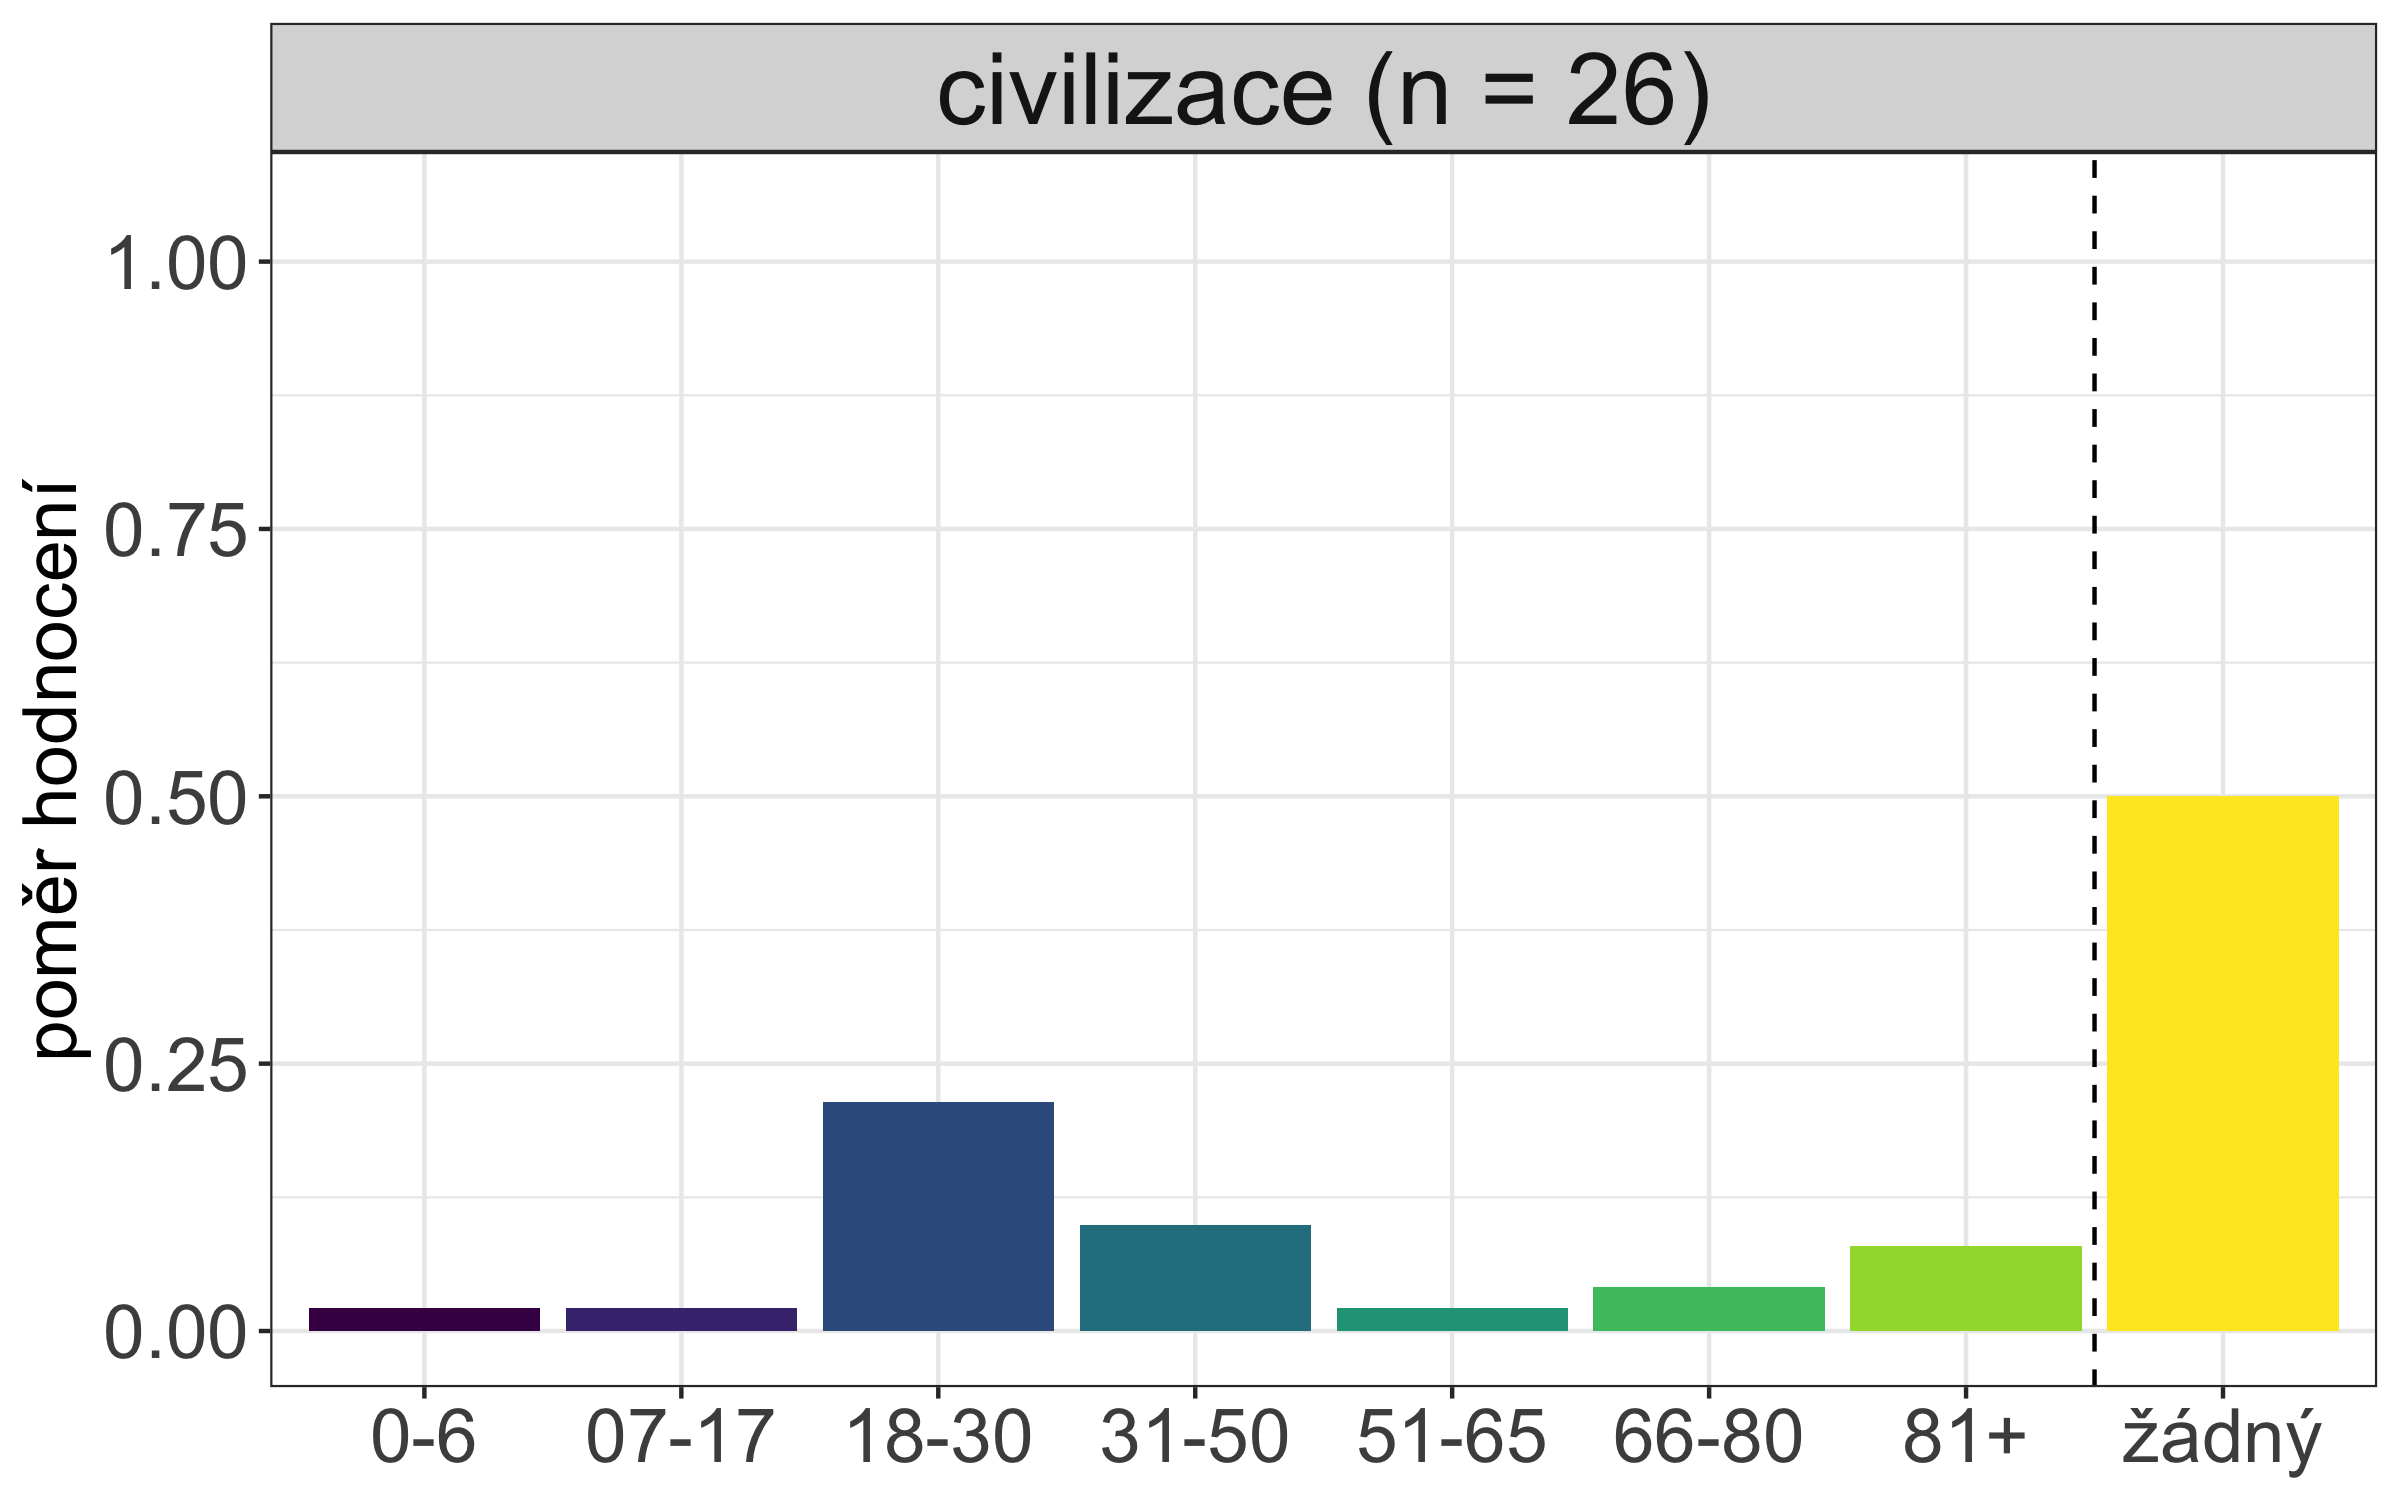 civilizace (n = 26)
poměr hodnocení
1.00
0.75
0.50
0.25
0.00
0-6 07-17 18-30 31-50 51-65 66-80 81+ žádný